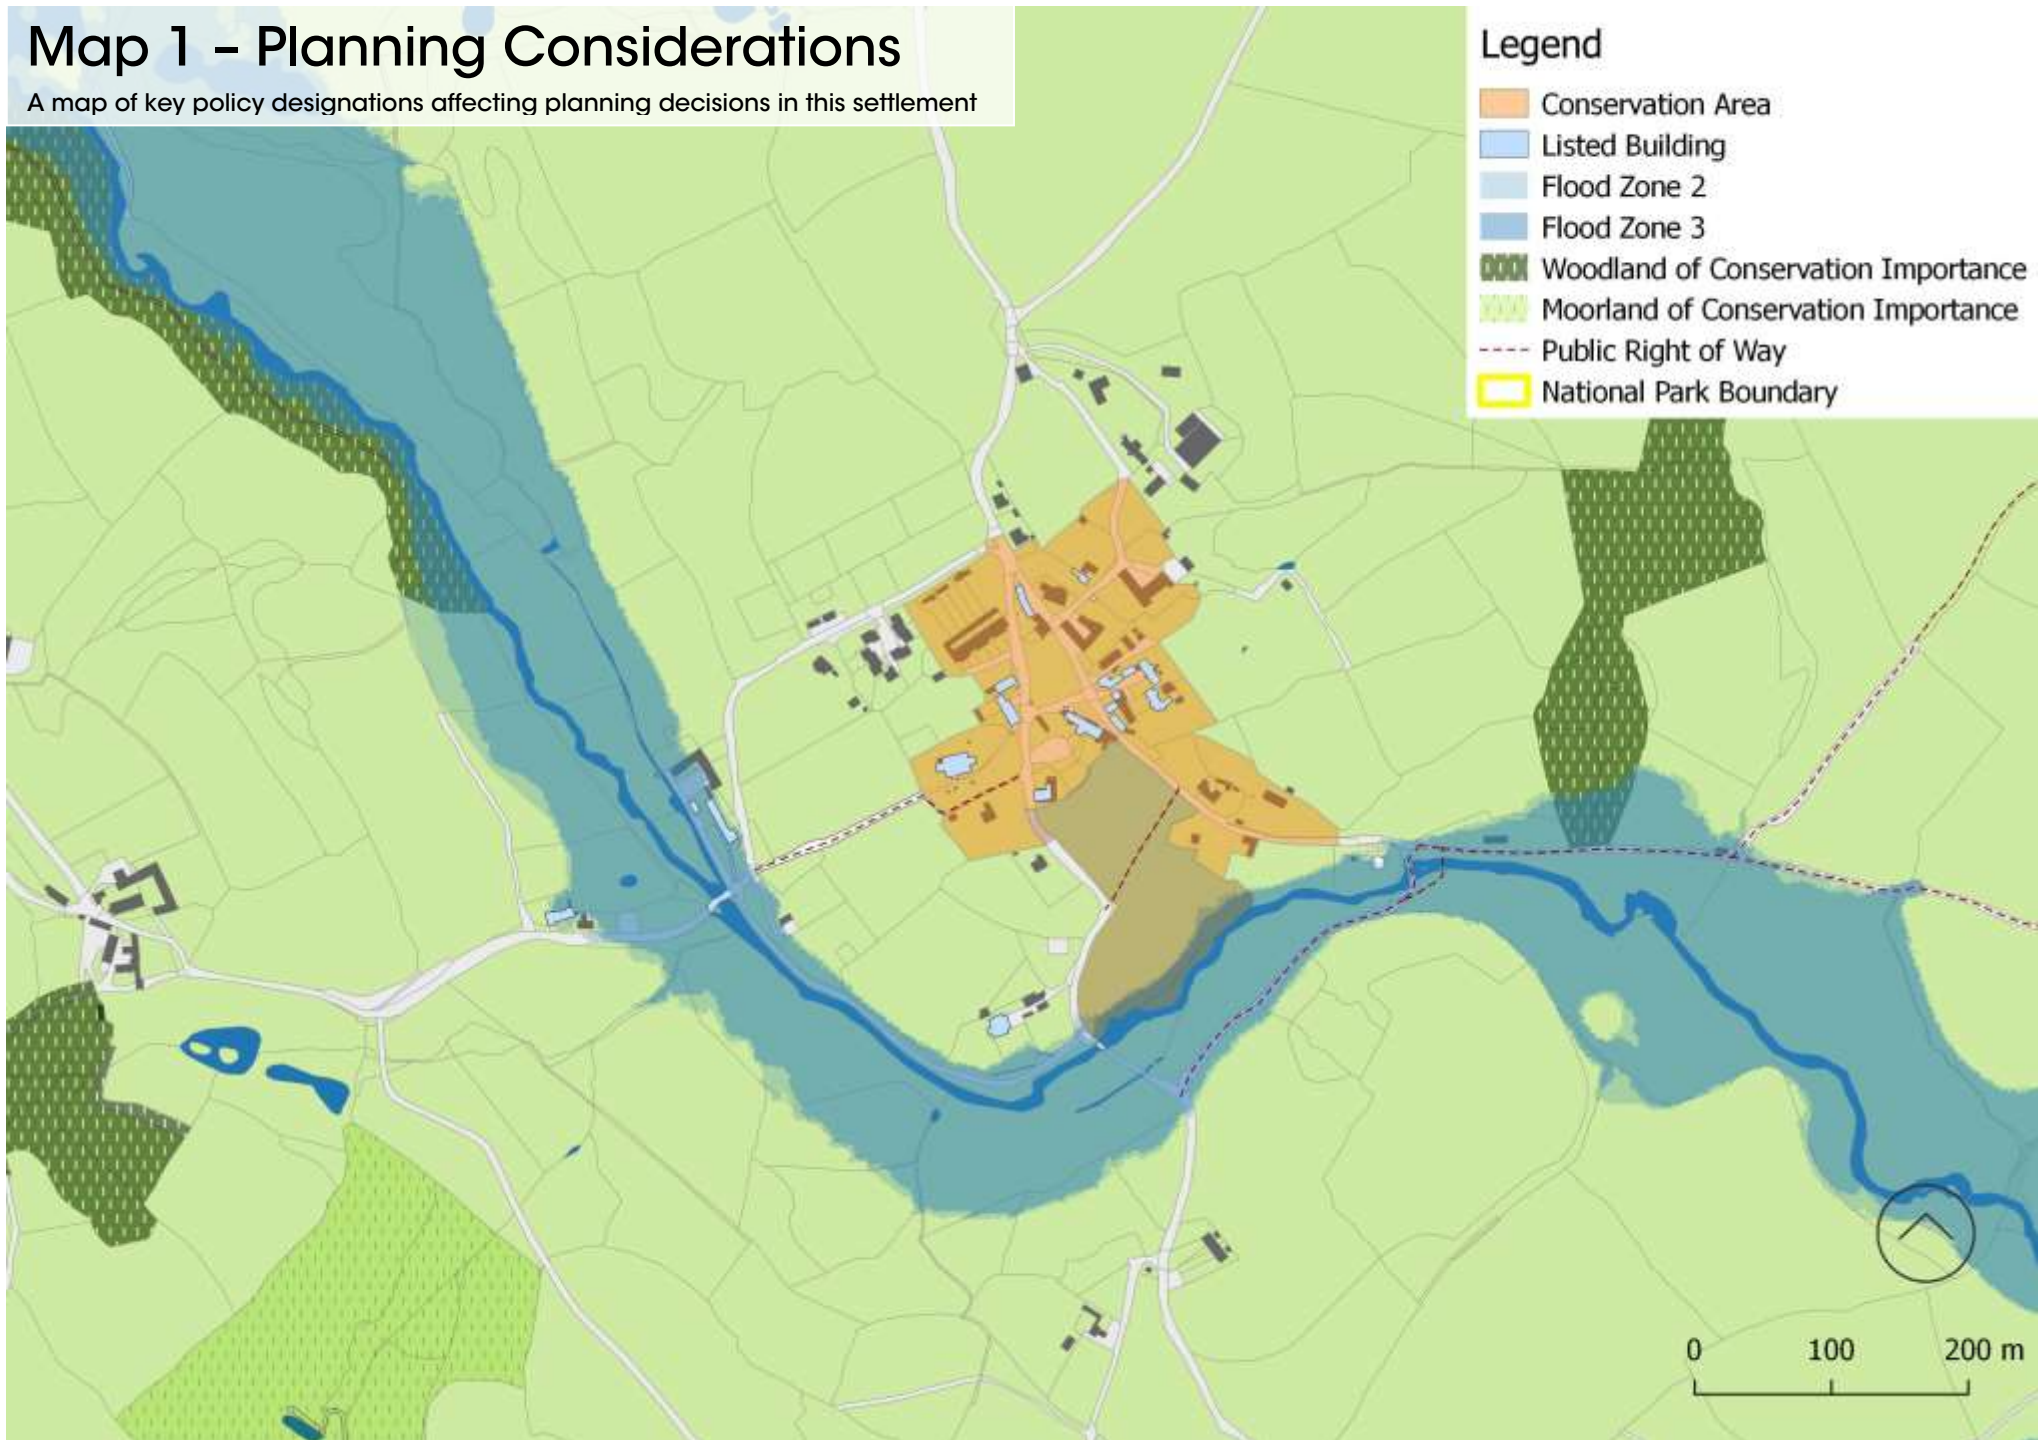 Map 1 – Planning Considerations
A map of key policy designations affecting planning decisions in this settlement
Legend
Conservation Area
Listed Building
Flood Zone 2
Flood Zone 3
Woodland of Conservation Importance
Moorland of Conservation Importance
Public Right of Way
National Park Boundary
0 100 200 m